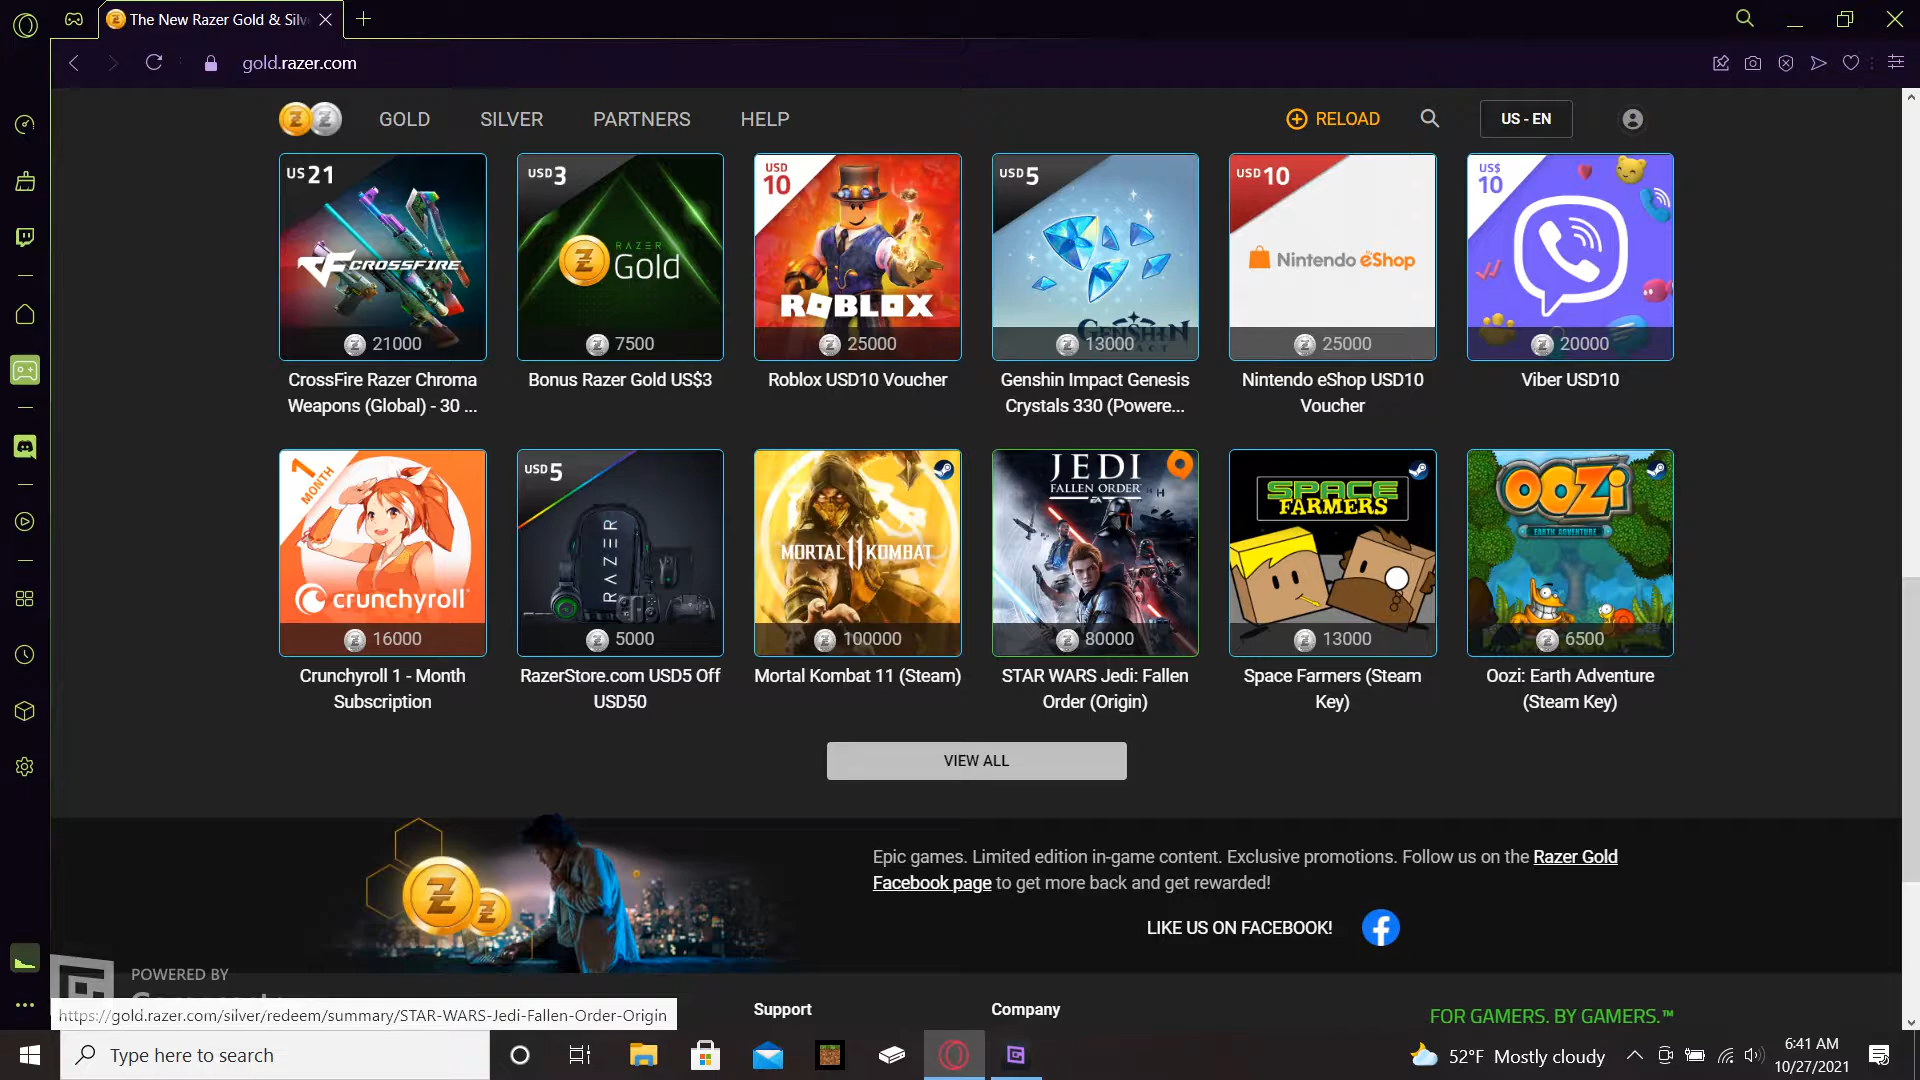 The New Razer Gold & Silv
gold.razer.com
GOLD
SILVER
PARTNERS
HELP
RELOAD
US - EN
US 21
CROSSFIRE
21000
CrossFire Razer Chroma
Weapons (Global) - 30 ...
USD 3
RAZER
Gold
7500
Bonus Razer Gold US$3
USD
10
ROBLOX
25000
Roblox USD10 Voucher
USD 5
GENSHIN
13000
Genshin Impact Genesis
Crystals 330 (Powere...
USD 10
Nintendo eShop
25000
Nintendo eShop USD10
Voucher
US$
10
20000
Viber USD10
1
MONTH
crunchyroll
16000
Crunchyroll 1 - Month
Subscription
USD 5
RAZER
5000
RazerStore.com USD5 Off
USD50
MORTAL 11 KOMBAT
100000
Mortal Kombat 11 (Steam)
JEDI
FALLEN ORDER
EA
80000
STAR WARS Jedi: Fallen
Order (Origin)
SPACE
FARMERS
13000
Space Farmers (Steam
Key)
OOZI
EARTH ADVENTURE
6500
Oozi: Earth Adventure
(Steam Key)
VIEW ALL
Epic games. Limited edition in-game content. Exclusive promotions. Follow us on the Razer Gold
Facebook page to get more back and get rewarded!
LIKE US ON FACEBOOK!
POWERED BY
https://gold.razer.com/silver/redeem/summary/STAR-WARS-Jedi-Fallen-Order-Origin
Support
Company
FOR GAMERS. BY GAMERS.™
Type here to search
52°F Mostly cloudy
6:41 AM
10/27/2021